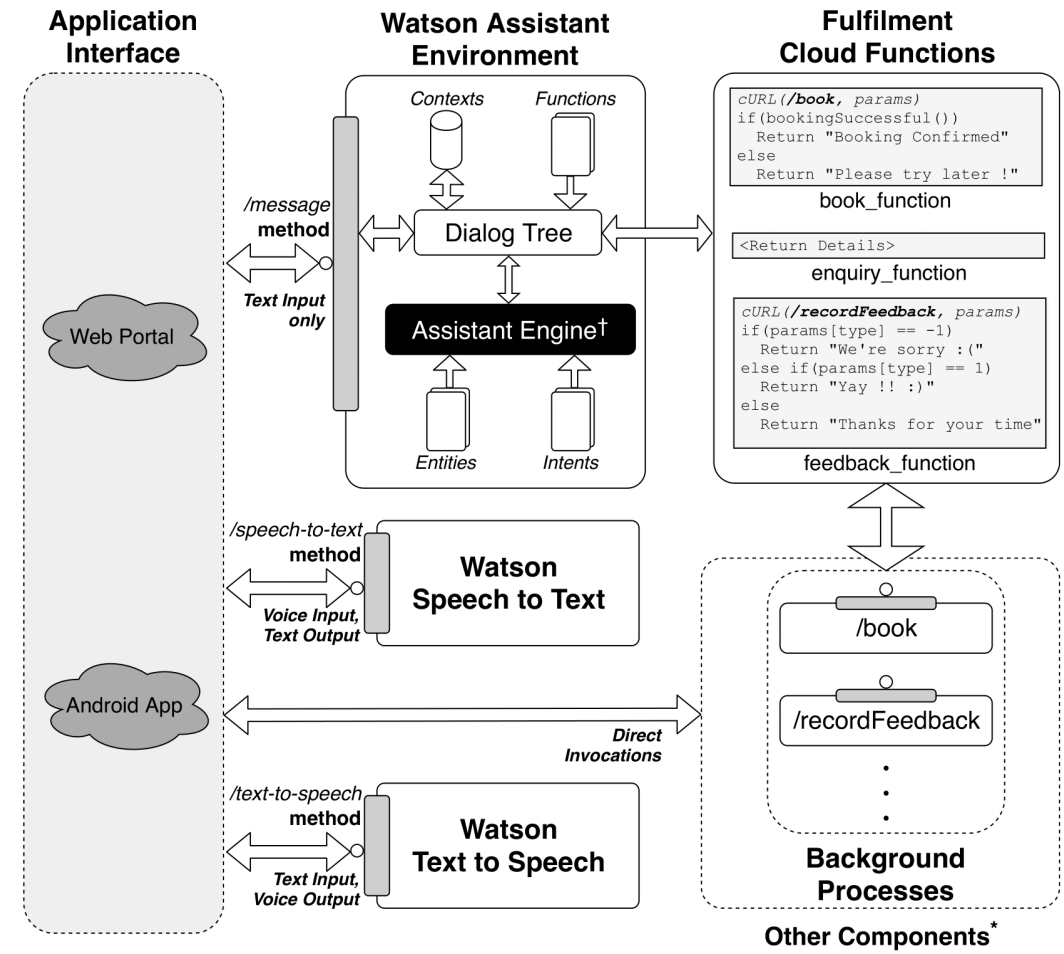 Application
Interface
Web Portal
Android App
Watson Assistant
Environment
Contexts
Functions
/message
method
Text Input
only
Dialog Tree
Assistant Engine†
Entities
Intents
Fulfilment
Cloud Functions
cURL(/book, params)
if(bookingSuccessful())
Return "Booking Confirmed"
else
Return "Please try later !"
book_function
<Return Details>
enquiry_function
cURL(/recordFeedback, params)
if(params[type] == -1)
Return "We're sorry :("
else if(params[type] == 1)
Return "Yay !! :)"
else
Return "Thanks for your time"
feedback_function
/speech-to-text
method
Voice Input,
Text Output
Watson
Speech to Text
Direct
Invocations
/text-to-speech
method
Text Input,
Voice Output
Watson
Text to Speech
/book
/recordFeedback
Background
Processes
Other Components*